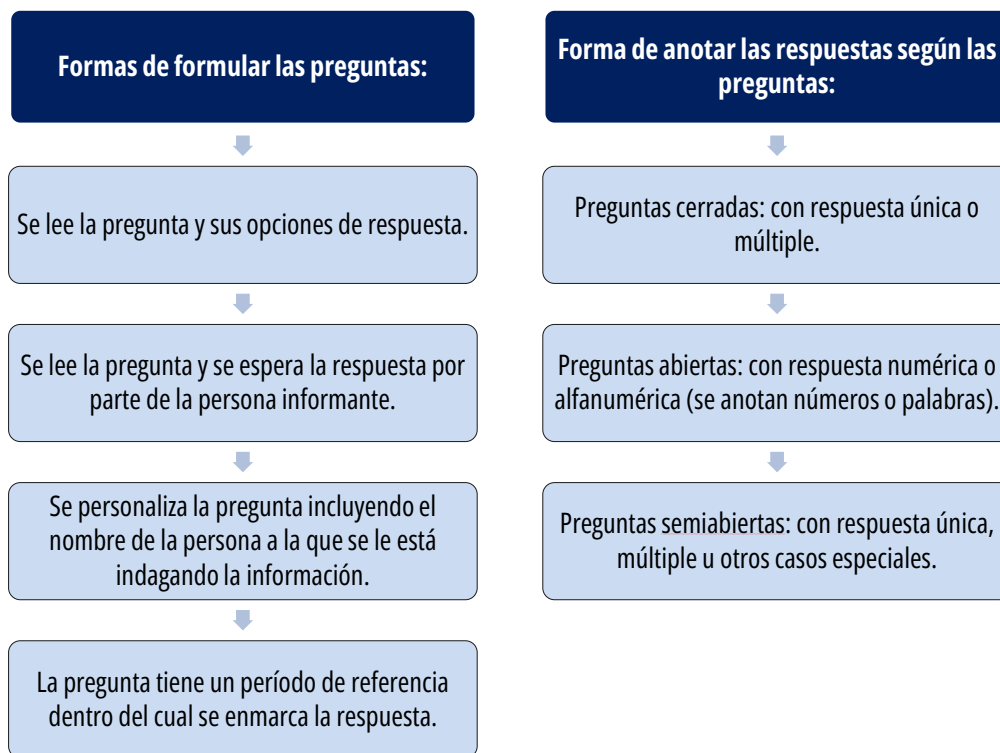 Formas de formular las preguntas:
Se lee la pregunta y sus opciones de respuesta.
Se lee la pregunta y se espera la respuesta por
parte de la persona informante.
Se personaliza la pregunta incluyendo el
nombre de la persona a la que se le está
indagando la información.
La pregunta tiene un período de referencia
dentro del cual se enmarca la respuesta.
Forma de anotar las respuestas según las
preguntas:
Preguntas cerradas: con respuesta única o
múltiple.
Preguntas abiertas: con respuesta numérica o
alfanumérica (se anotan números o palabras).
Preguntas semiabiertas: con respuesta única,
múltiple u otros casos especiales.